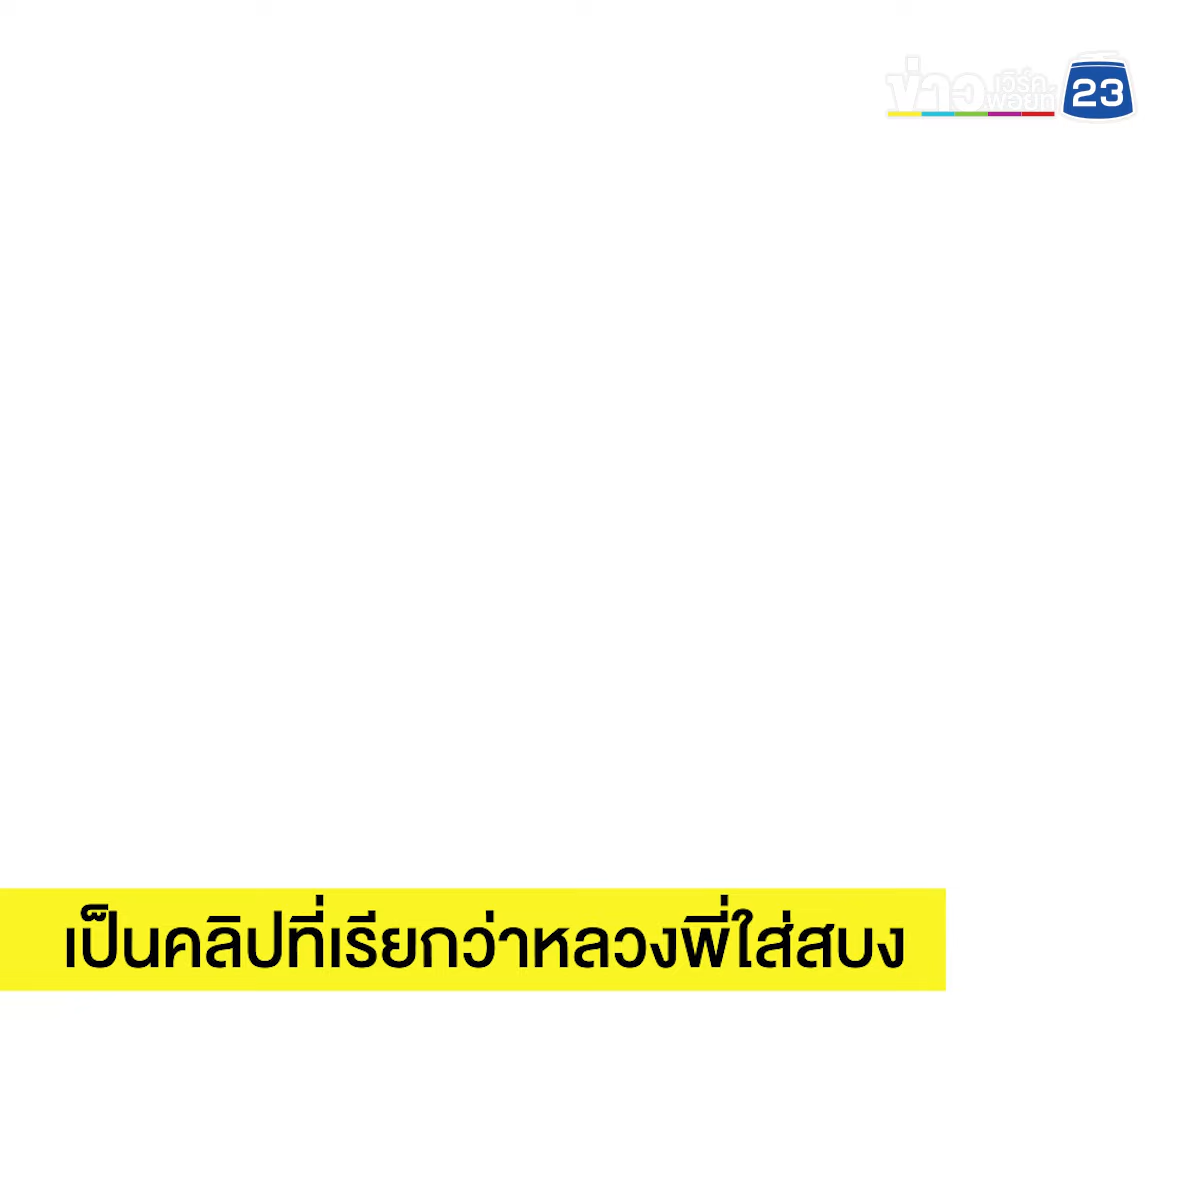 ข่าว เวิร์คพอยท์ 23
เป็นคลิปที่เรียกว่าหลวงพี่ใส่สบง